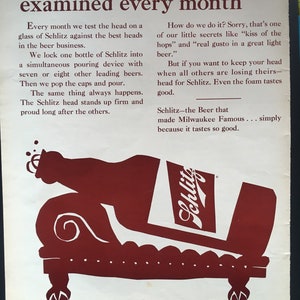 examined every month
Every month we test the head on a
glass of Schlitz against the best heads
in the beer business.
We lock one bottle of Schlitz into
a simultaneous pouring device with
seven or eight other leading beers.
Then we pop the caps and pour.
The same thing always happens.
The Schlitz head stands up firm and
proud long after the others.
How do we do it? Sorry, that's one
of our little secrets like "kiss of the
hops" and "real gusto in a great light
beer."
But if you want to keep your head
when all others are losing theirs—
head for Schlitz. Even the foam tastes
good.
Schlitz—the Beer that
made Milwaukee Famous . . . simply
because it tastes so good.
Schlitz